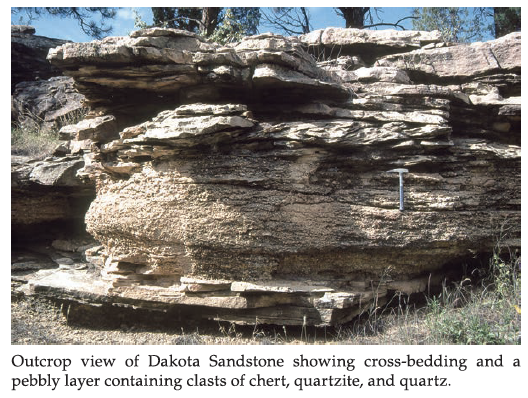 Outcrop view of Dakota Sandstone showing cross-bedding and a
pebbly layer containing clasts of chert, quartzite, and quartz.